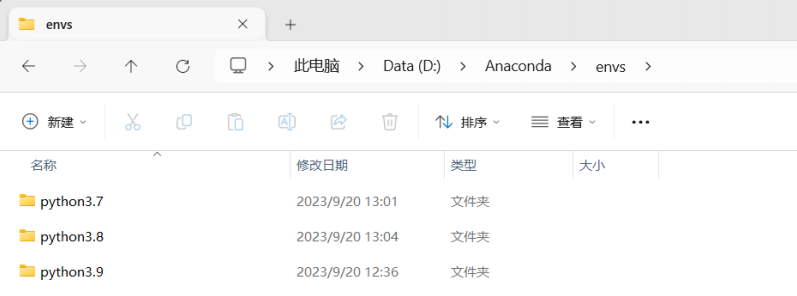 envs
此电脑 > Data (D:) > Anaconda > envs >
新建 排序 查看
名称 修改日期 类型 大小
python3.7 2023/9/20 13:01 文件夹
python3.8 2023/9/20 13:04 文件夹
python3.9 2023/9/20 12:36 文件夹